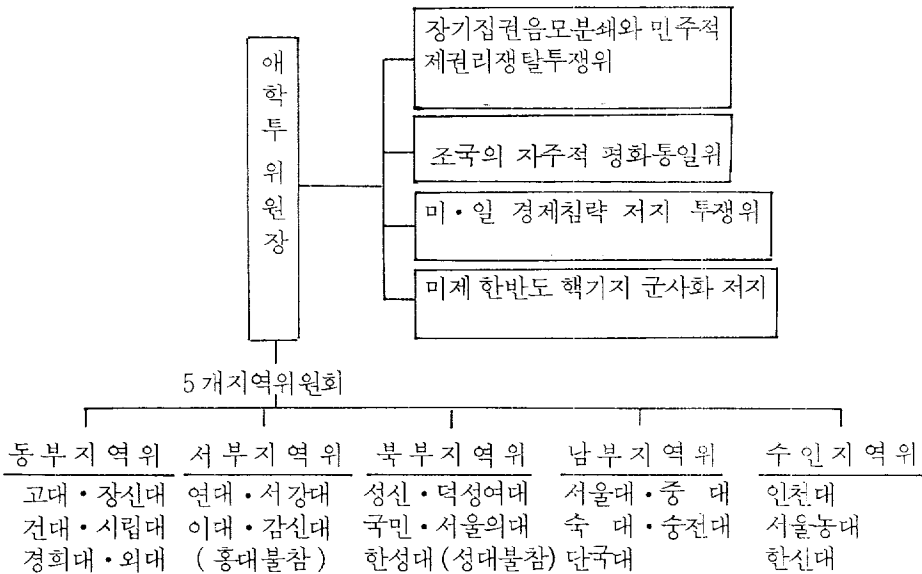 애학투위원장
장기집권음모분쇄와 민주적
제권리쟁탈투쟁위
조국의 자주적 평화통일위
미·일 경제침략 저지 투쟁위
미제 한반도 핵기지 군사화 저지
5개지역위원회
동부지역위 서부지역위 북부지역위 남부지역위 수인지역위
고대·장신대 연대·서강대 성신·덕성여대 서울대·중 대 인천대
건대·시립대 이대·감신대 국민·서울의대 숙 대·숭전대 서울농대
경희대·외대 (홍대불참) 한성대(성대불참) 단국대 한신대